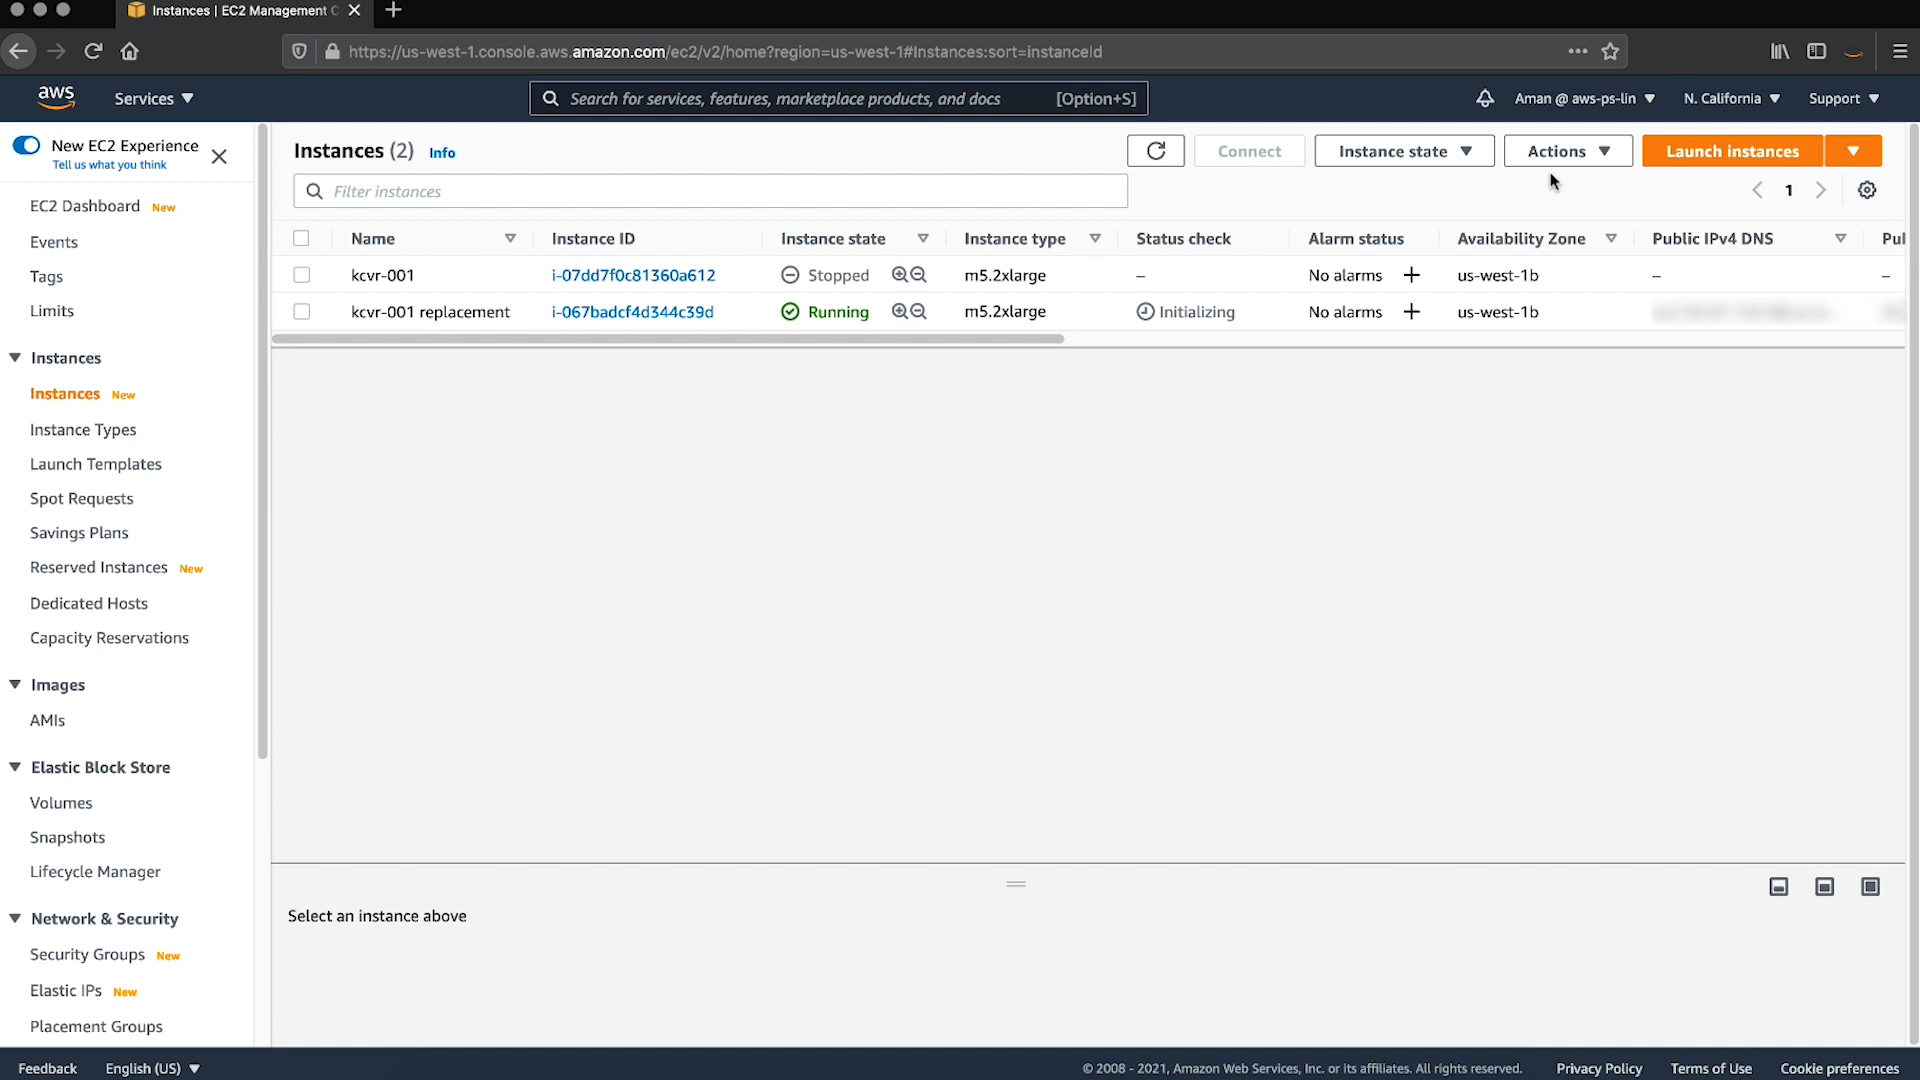 Instances | EC2 Management C
https://us-west-1.console.aws.amazon.com/ec2/v2/home?region=us-west-1#Instances:sort=instanceId
aws
Services
Search for services, features, marketplace products, and docs [Option+S]
Aman @ aws-ps-lin
N. California
Support
New EC2 Experience
Tell us what you think
EC2 Dashboard New
Events
Tags
Limits
Instances
Instances New
Instance Types
Launch Templates
Spot Requests
Savings Plans
Reserved Instances New
Dedicated Hosts
Capacity Reservations
Images
AMIs
Elastic Block Store
Volumes
Snapshots
Lifecycle Manager
Network & Security
Security Groups New
Elastic IPs New
Placement Groups
Instances (2) Info
Connect
Instance state
Actions
Launch instances
Filter instances
1
Name Instance ID Instance state Instance type Status check Alarm status Availability Zone Public IPv4 DNS Pul
kcvr-001 i-07dd7f0c81360a612 Stopped m5.2xlarge – No alarms + us-west-1b – –
kcvr-001 replacement i-067badcf4d344c39d Running m5.2xlarge Initializing No alarms + us-west-1b
Select an instance above
Feedback
English (US)
© 2008 - 2021, Amazon Web Services, Inc. or its affiliates. All rights reserved.
Privacy Policy
Terms of Use
Cookie preferences